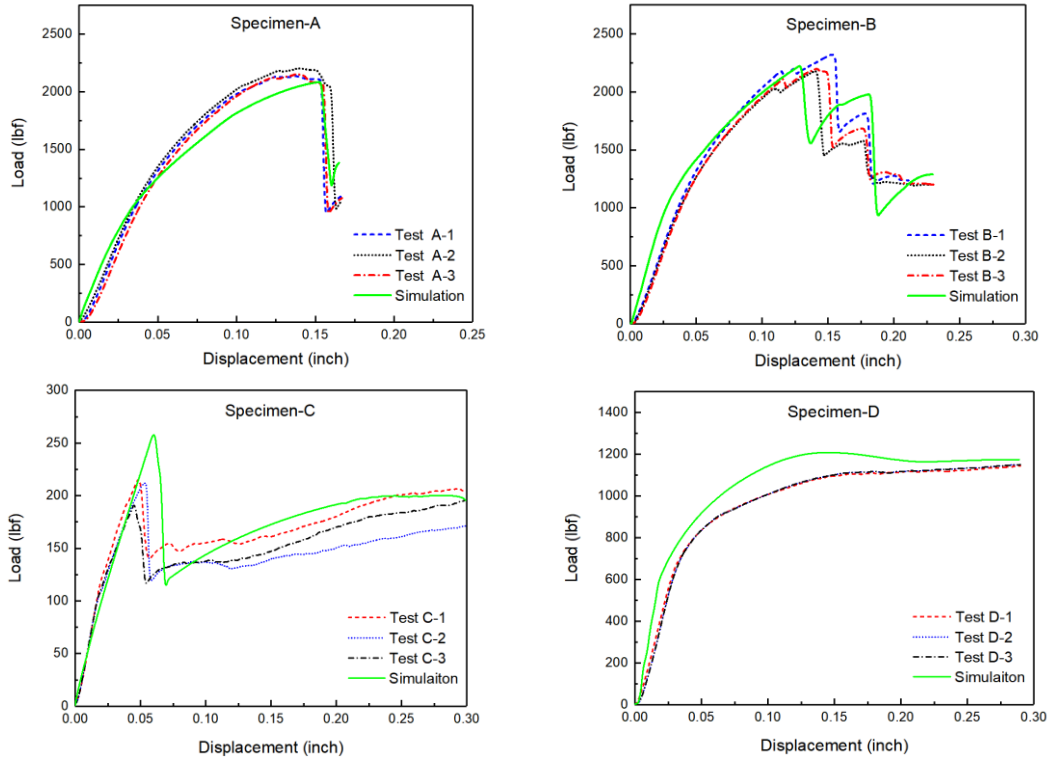 Specimen-A
2500
2000
1500
1000
500
0
Load (lbf)
Test A-1
Test A-2
Test A-3
Simulation
0.00 0.05 0.10 0.15 0.20 0.25
Displacement (inch)
Specimen-B
2500
2000
1500
1000
500
0
Load (lbf)
Test B-1
Test B-2
Test B-3
Simulation
0.00 0.05 0.10 0.15 0.20 0.25 0.30
Displacement (inch)
Specimen-C
300
250
200
150
100
50
0
Load (lbf)
Test C-1
Test C-2
Test C-3
Simulaiton
0.00 0.05 0.10 0.15 0.20 0.25 0.30
Displacement (inch)
Specimen-D
1400
1200
1000
800
600
400
200
0
Load (lbf)
Test D-1
Test D-2
Test D-3
Simulaiton
0.00 0.05 0.10 0.15 0.20 0.25 0.30
Displacement (inch)